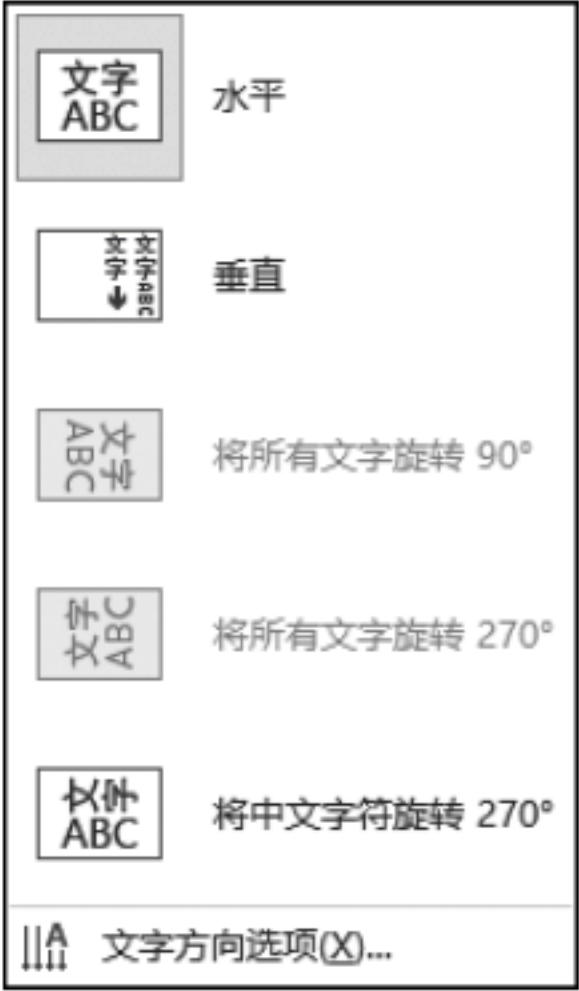 文字
ABC
水平
文字ABC
文字
垂直
文字
ABC
将所有文字旋转 90°
文字
ABC
将所有文字旋转 270°
文字
ABC
将中文字符旋转 270°
A
文字方向选项(X)...